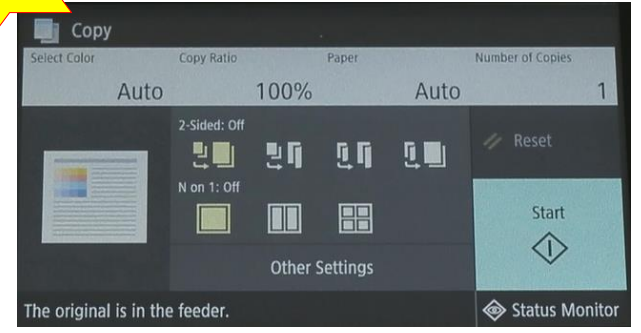 Copy
Select Color Copy Ratio Paper Number of Copies
Auto 100% Auto 1
2-Sided: Off
Reset
N on 1: Off
Start
Other Settings
The original is in the feeder. Status Monitor